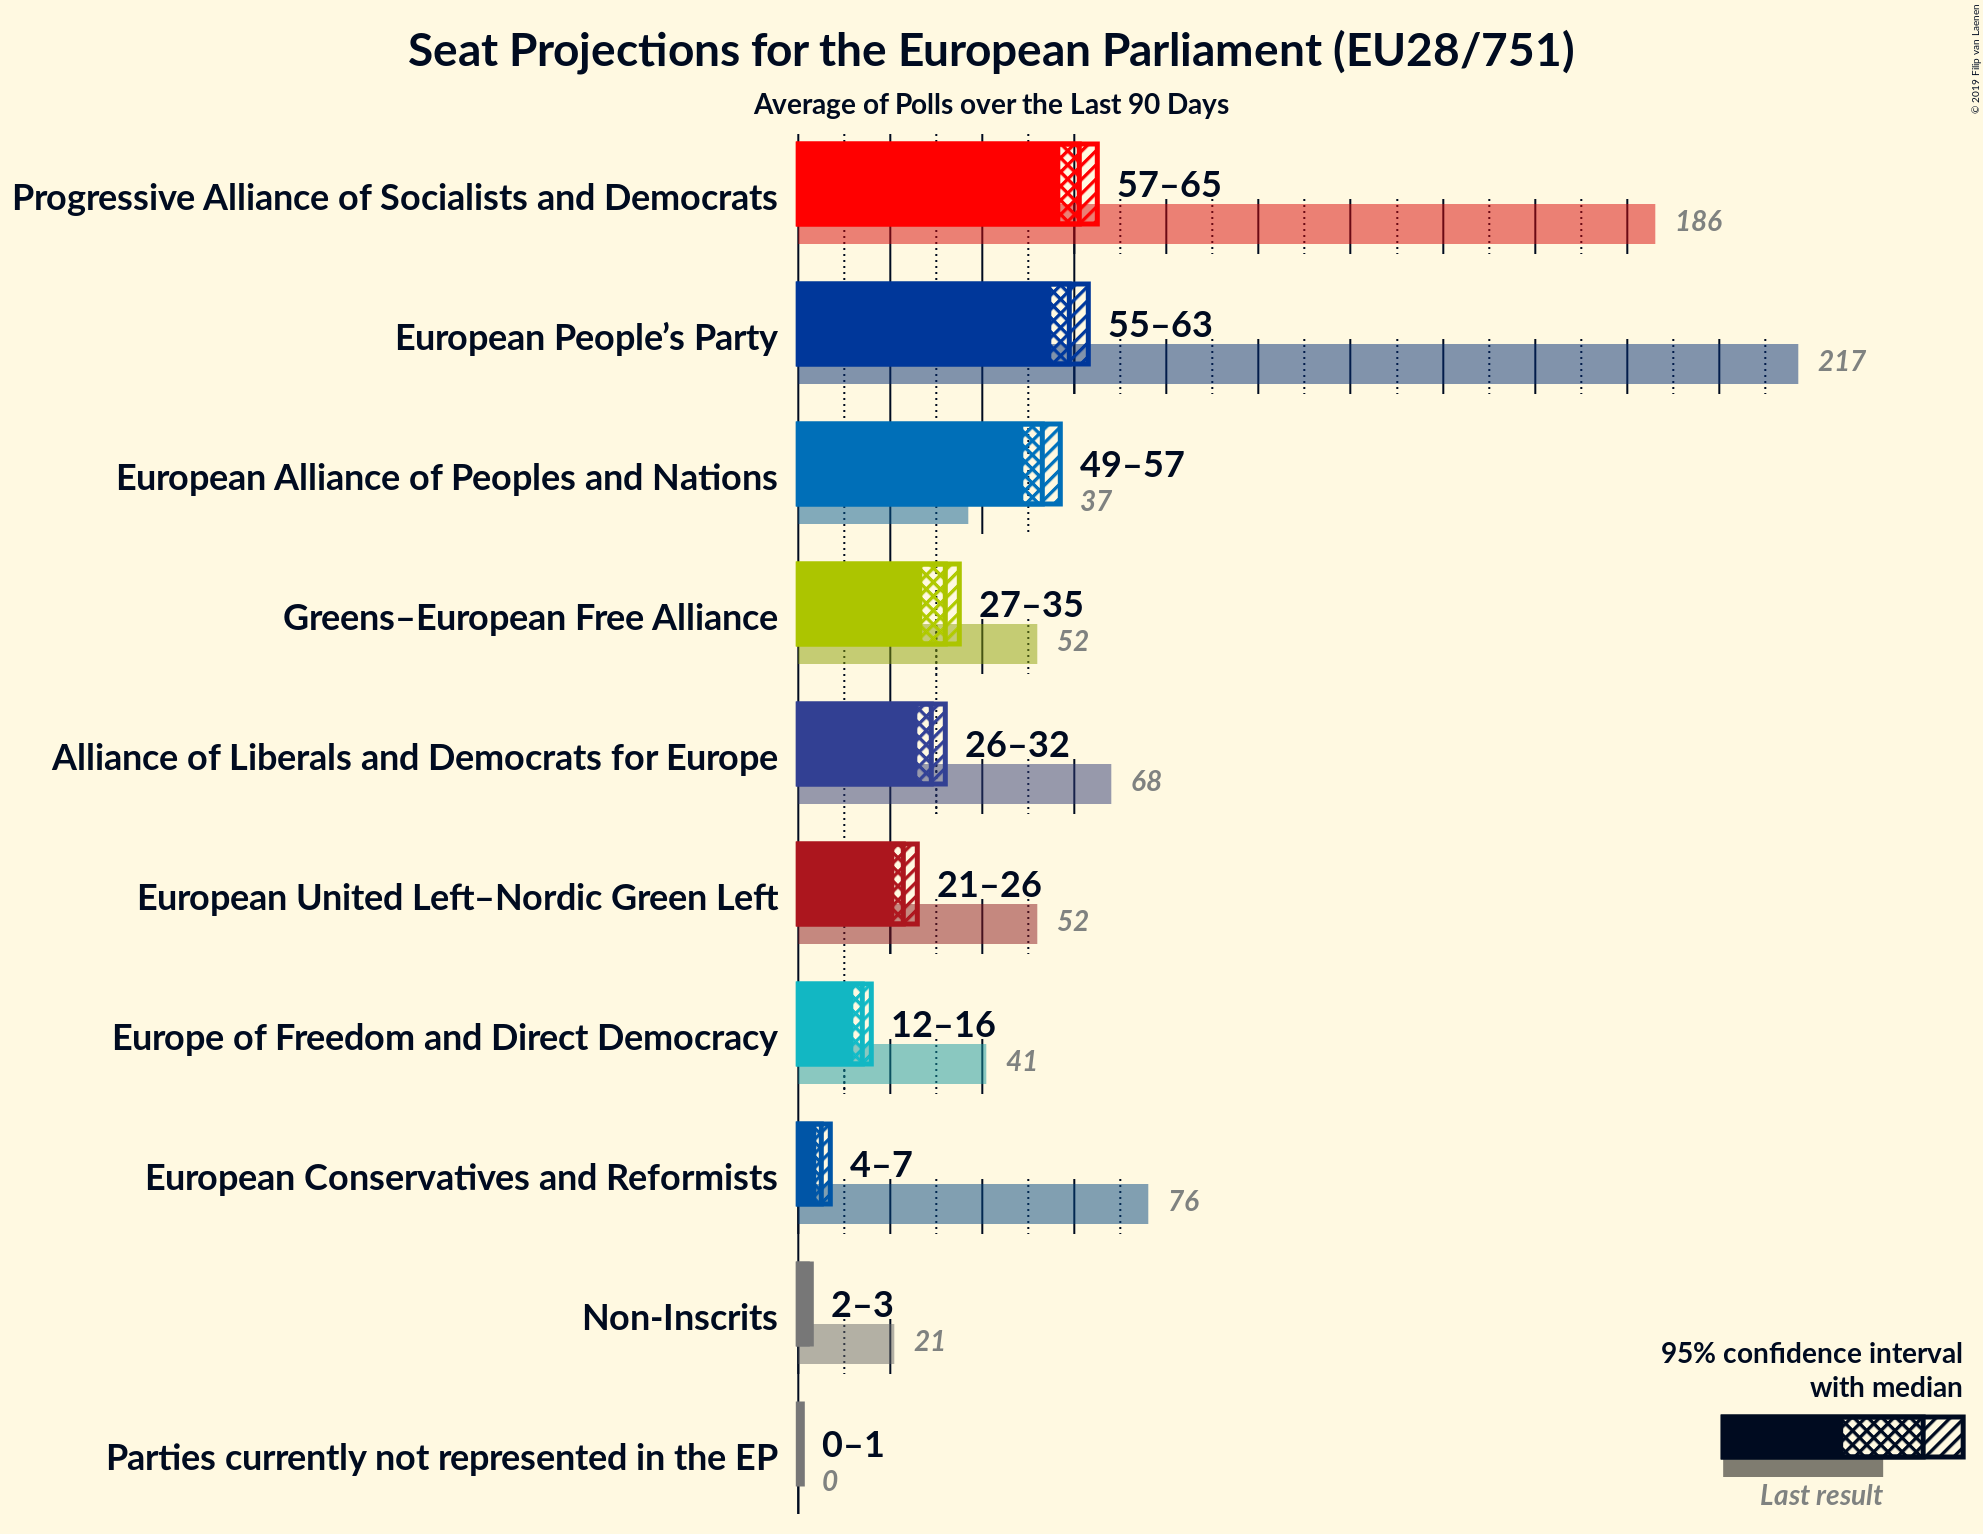 Seat Projections for the European Parliament (EU28/751)
Average of Polls over the Last 90 Days
© 2019 Filip van Laenen
Progressive Alliance of Socialists and Democrats
57–65
186
European People’s Party
55–63
217
European Alliance of Peoples and Nations
49–57
37
Greens–European Free Alliance
27–35
52
Alliance of Liberals and Democrats for Europe
26–32
68
European United Left–Nordic Green Left
21–26
52
Europe of Freedom and Direct Democracy
12–16
41
European Conservatives and Reformists
4–7
76
Non-Inscrits
2–3
21
Parties currently not represented in the EP
0–1
0
95% confidence interval
with median
Last result